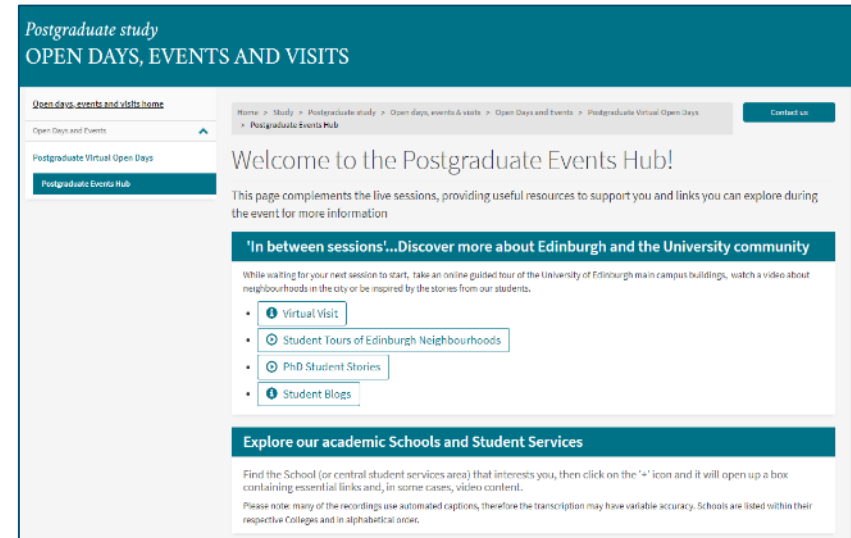 Postgraduate study
OPEN DAYS, EVENTS AND VISITS
Open days, events and visits home
Open Days and Events
Postgraduate Virtual Open Days
Postgraduate Events Hub
Home > Study > Postgraduate study > Open days, events & visits > Open Days and Events > Postgraduate Virtual Open Days
> Postgraduate Events Hub
Contact us
Welcome to the Postgraduate Events Hub!
This page complements the live sessions, providing useful resources to support you and links you can explore during
the event for more information
'In between sessions'...Discover more about Edinburgh and the University community
While waiting for your next session to start, take an online guided tour of the University of Edinburgh main campus buildings, watch a video about
neighbourhoods in the city or be inspired by the stories from our students.
Virtual Visit
Student Tours of Edinburgh Neighbourhoods
PhD Student Stories
Student Blogs
Explore our academic Schools and Student Services
Find the School (or central student services area) that interests you, then click on the '+' icon and it will open up a box
containing essential links and, in some cases, video content.
Please note: many of the recordings use automated captions, therefore the transcription may have variable accuracy. Schools are listed within their
respective Colleges and in alphabetical order.